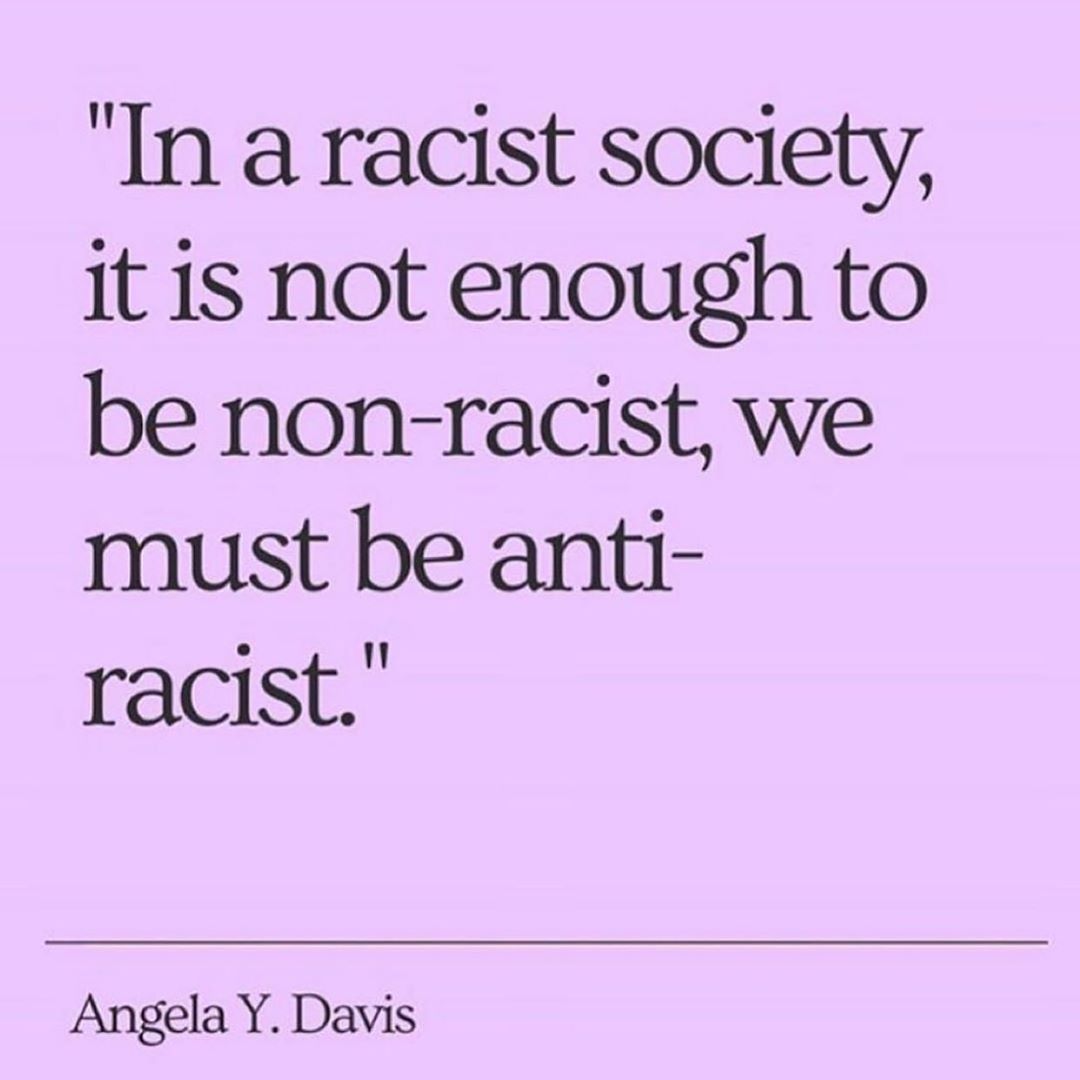 "In a racist society,
it is not enough to
be non-racist, we
must be anti-
racist."
Angela Y. Davis